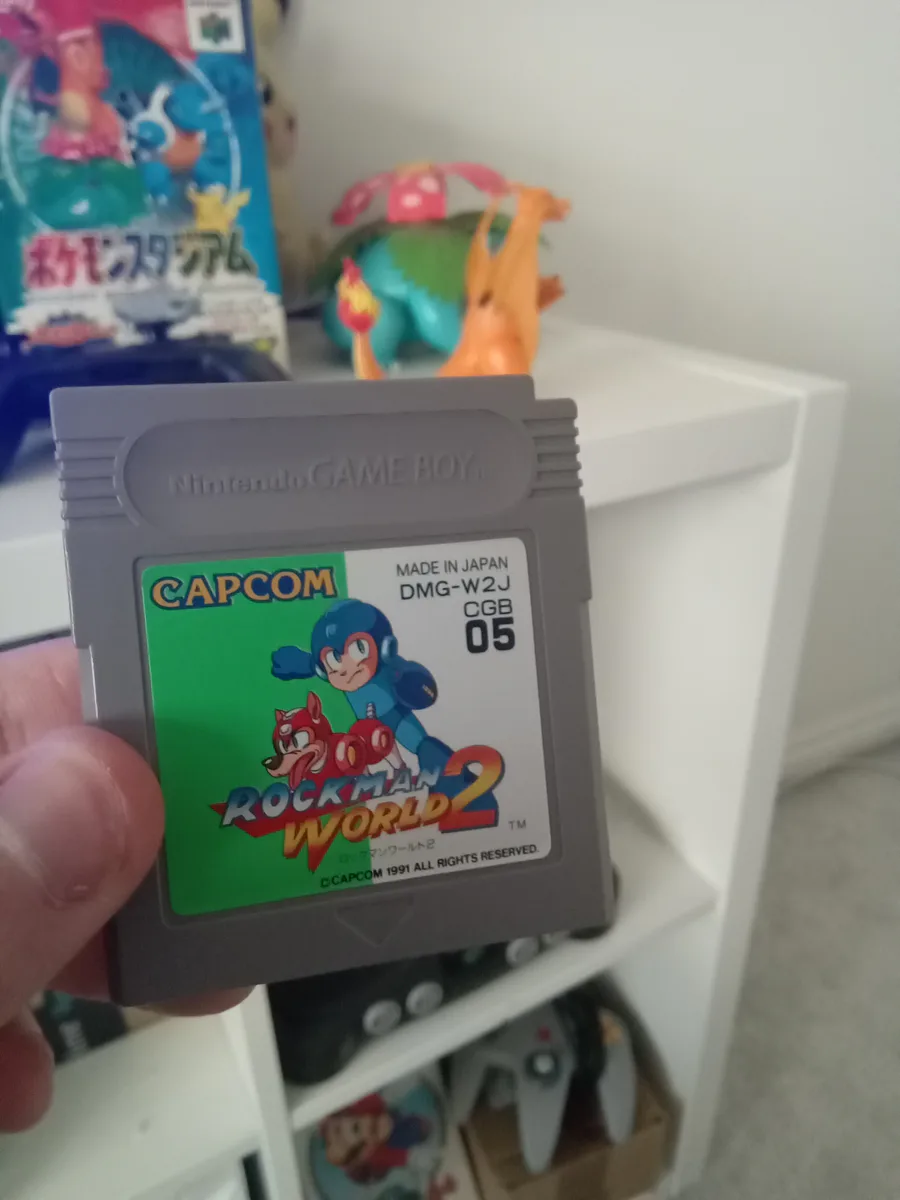 ポケモンスタジアム
Nintendo GAME BOY
CAPCOM
MADE IN JAPAN
DMG-W2J
CGB
05
ROCKMAN
WORLD 2
TM
ロックマンワールド2
©CAPCOM 1991 ALL RIGHTS RESERVED.